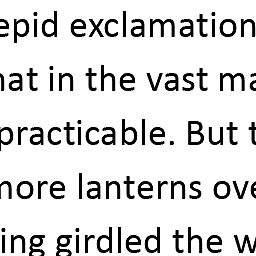 epid exclamation
hat in the vast ma
practicable. But t
more lanterns ove
ing girdled the w